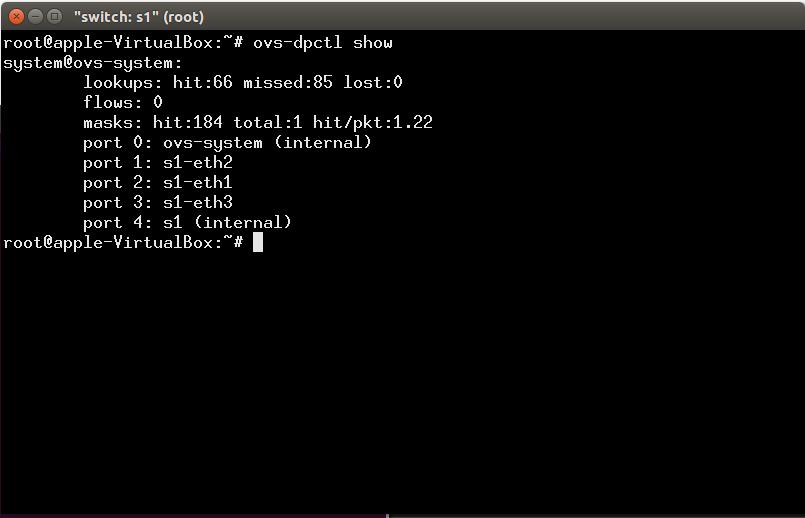 "switch: s1" (root)
root@apple-VirtualBox:~# ovs-dpctl show
system@ovs-system:
        lookups: hit:66 missed:85 lost:0
        flows: 0
        masks: hit:184 total:1 hit/pkt:1.22
        port 0: ovs-system (internal)
        port 1: s1-eth2
        port 2: s1-eth1
        port 3: s1-eth3
        port 4: s1 (internal)
root@apple-VirtualBox:~#